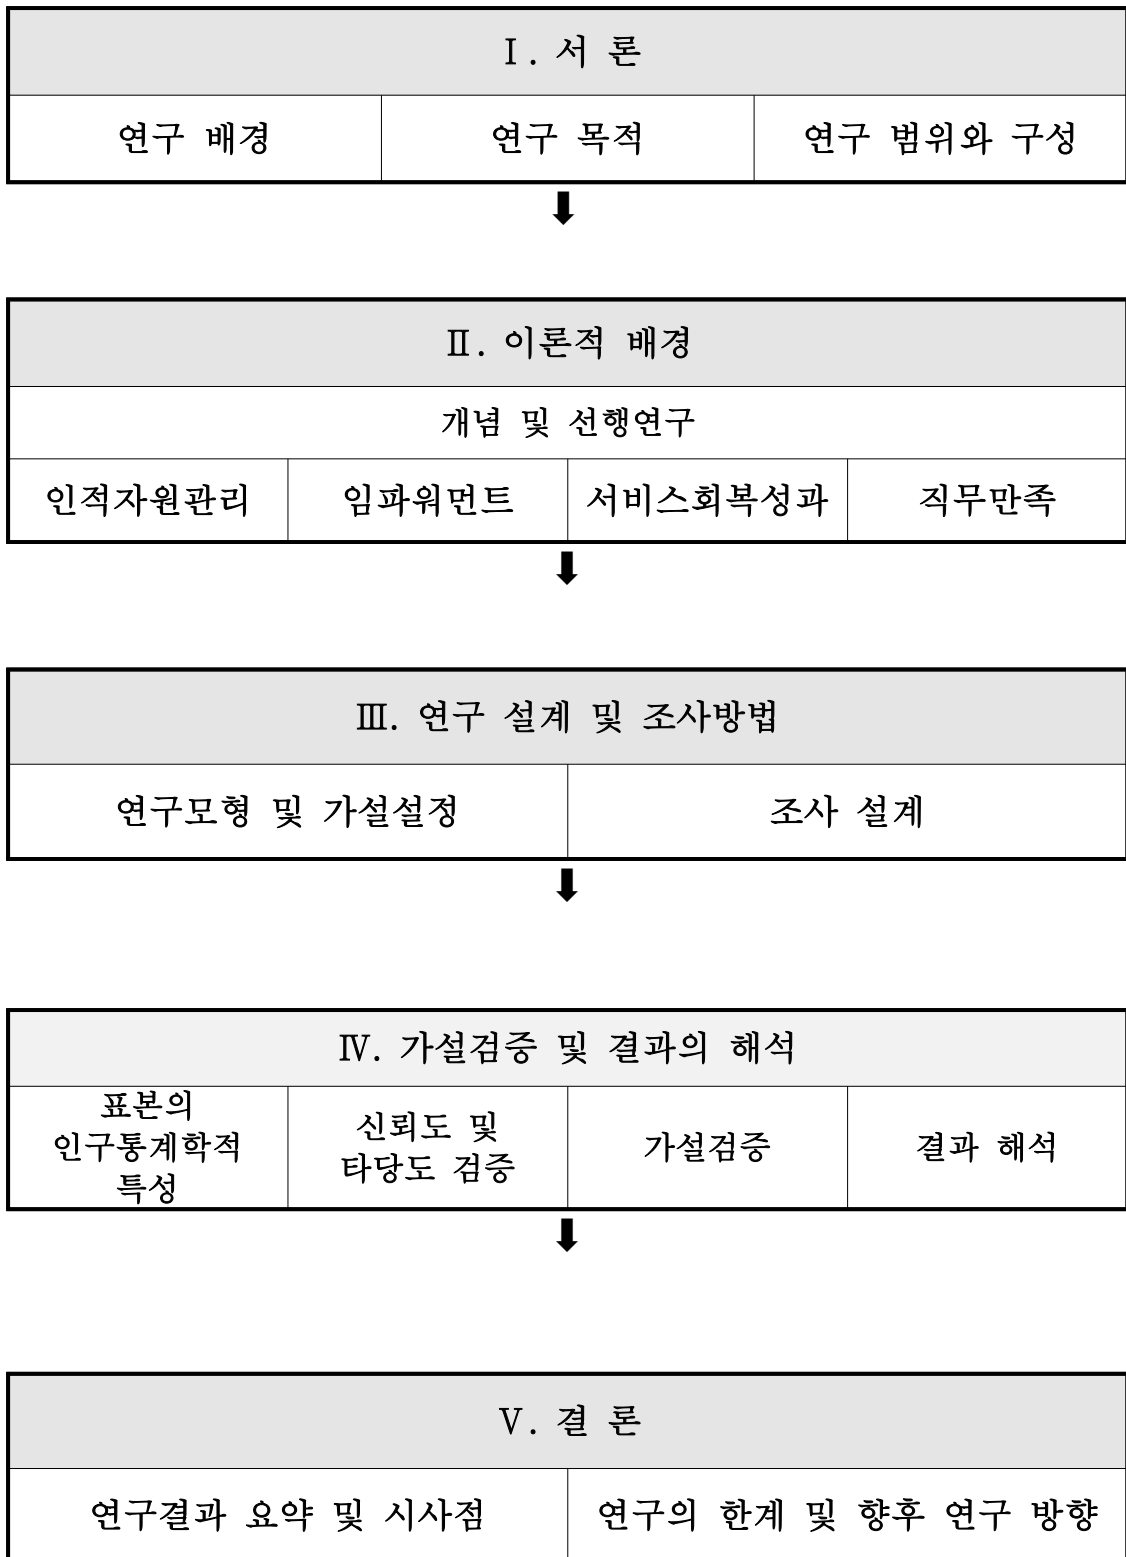 Ⅰ. 서 론
연구 배경
연구 목적
연구 범위와 구성
Ⅱ. 이론적 배경
개념 및 선행연구
인적자원관리
임파워먼트
서비스회복성과
직무만족
Ⅲ. 연구 설계 및 조사방법
연구모형 및 가설설정
조사 설계
Ⅳ. 가설검증 및 결과의 해석
표본의
인구통계학적
특성
신뢰도 및
타당도 검증
가설검증
결과 해석
Ⅴ. 결 론
연구결과 요약 및 시사점
연구의 한계 및 향후 연구 방향